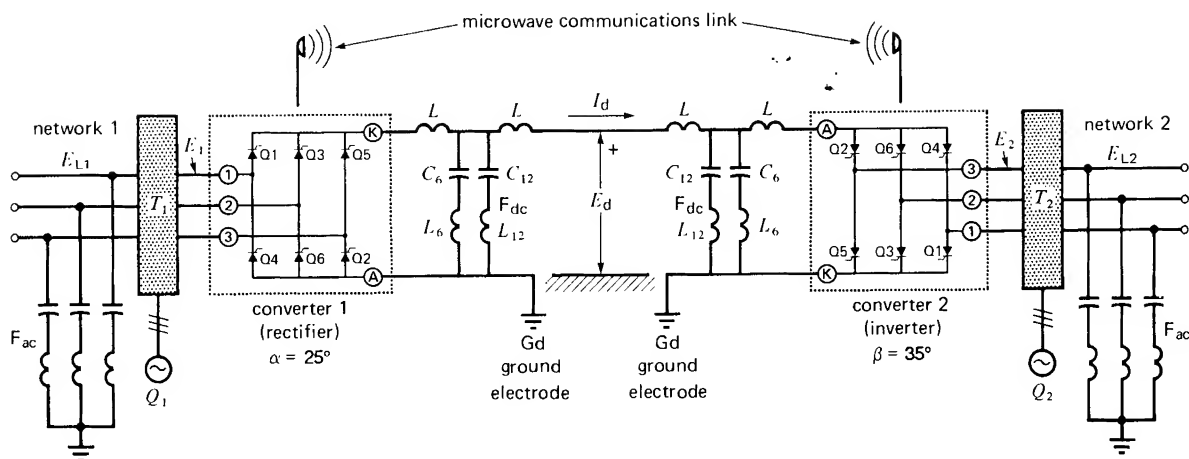 microwave communications link
network 1
E_L1
E_1
T_1
1
2
3
Q1
Q3
Q5
Q4
Q6
Q2
K
A
converter 1
(rectifier)
α = 25°
F_ac
Q_1
L
L
C_6
C_12
L_6
F_dc
L_12
Gd
ground
electrode
I_d
+
E_d
L
L
C_12
C_6
F_dc
L_12
L_6
Gd
ground
electrode
A
K
Q2
Q6
Q4
Q5
Q3
Q1
3
2
1
converter 2
(inverter)
β = 35°
E_2
T_2
network 2
E_L2
Q_2
F_ac